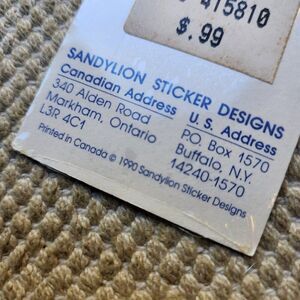 415810
$.99
SANDYLION STICKER DESIGNS
Canadian Address
340 Alden Road
Markham, Ontario
L3R 4C1
U.S. Address
P.O. Box 1570
Buffalo, N.Y.
14240-1570
Printed in Canada © 1990 Sandylion Sticker Designs